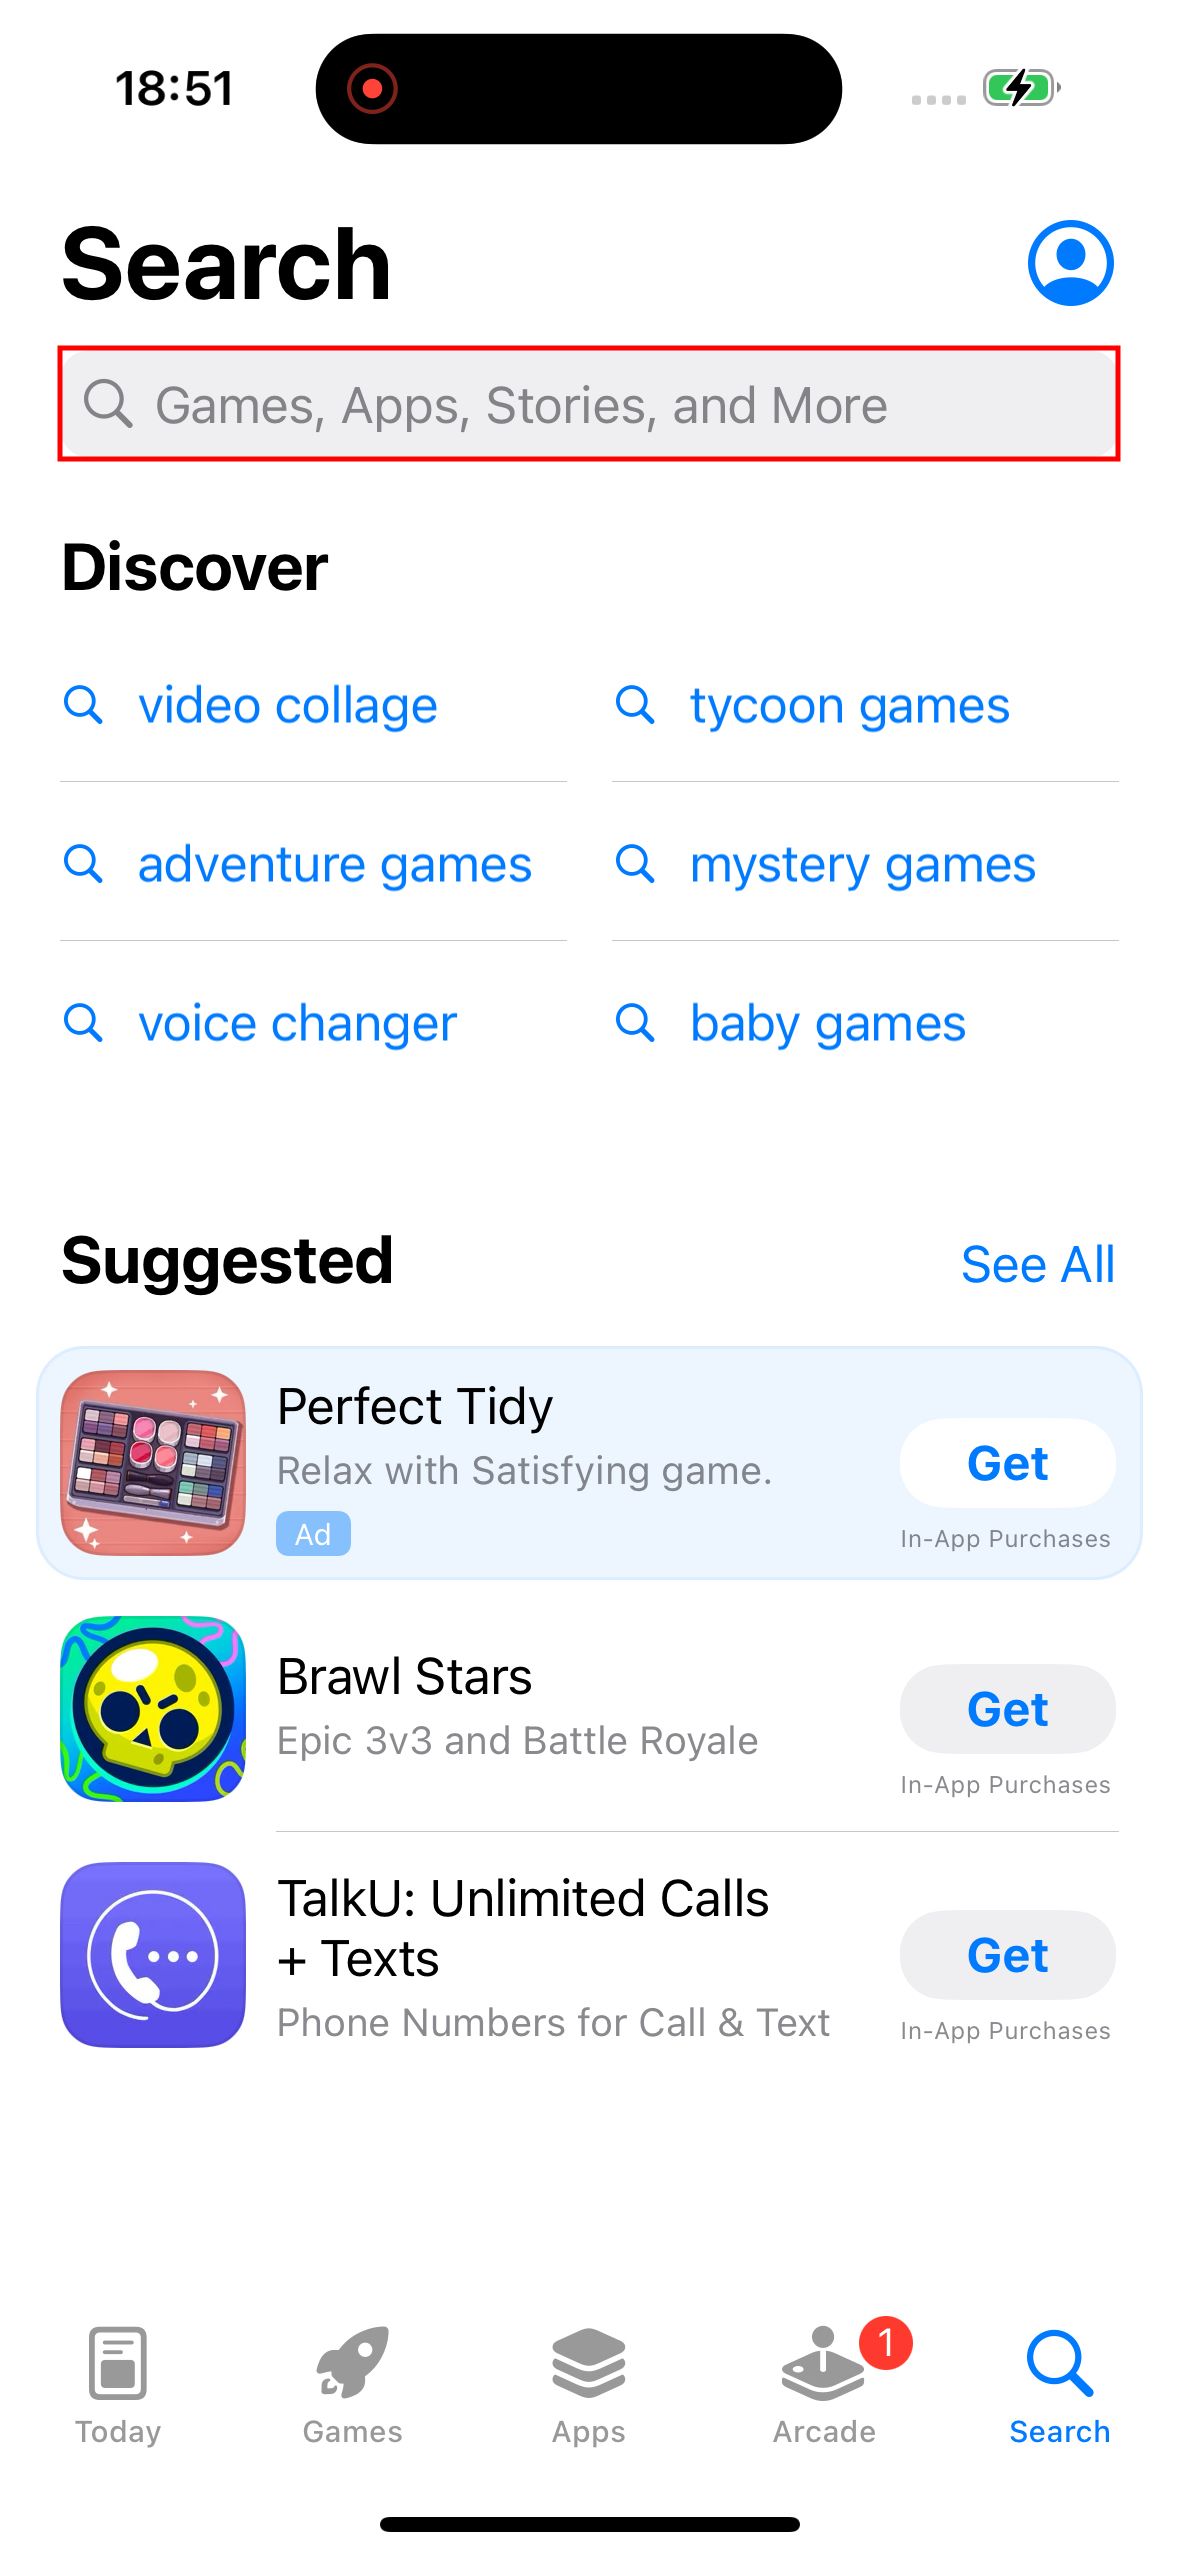 18:51
Search
Games, Apps, Stories, and More
Discover
video collage
tycoon games
adventure games
mystery games
voice changer
baby games
Suggested
See All
Perfect Tidy
Relax with Satisfying game.
Ad
Get
In-App Purchases
Brawl Stars
Epic 3v3 and Battle Royale
Get
In-App Purchases
TalkU: Unlimited Calls
+ Texts
Phone Numbers for Call & Text
Get
In-App Purchases
1
Today
Games
Apps
Arcade
Search